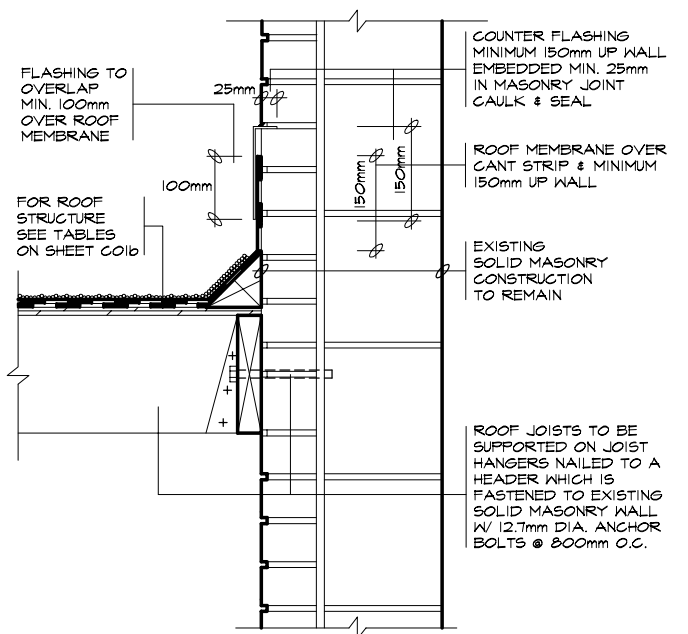 COUNTER FLASHING
MINIMUM 150mm UP WALL
EMBEDDED MIN. 25mm
IN MASONRY JOINT
CAULK & SEAL
FLASHING TO
OVERLAP
MIN. 100mm
OVER ROOF
MEMBRANE
25mm
ROOF MEMBRANE OVER
CANT STRIP & MINIMUM
150mm UP WALL
100mm
150mm
150mm
FOR ROOF
STRUCTURE
SEE TABLES
ON SHEET C016
EXISTING
SOLID MASONRY
CONSTRUCTION
TO REMAIN
ROOF JOISTS TO BE
SUPPORTED ON JOIST
HANGERS NAILED TO A
HEADER WHICH IS
FASTENED TO EXISTING
SOLID MASONRY WALL
W/ 12.7mm DIA. ANCHOR
BOLTS @ 800mm O.C.